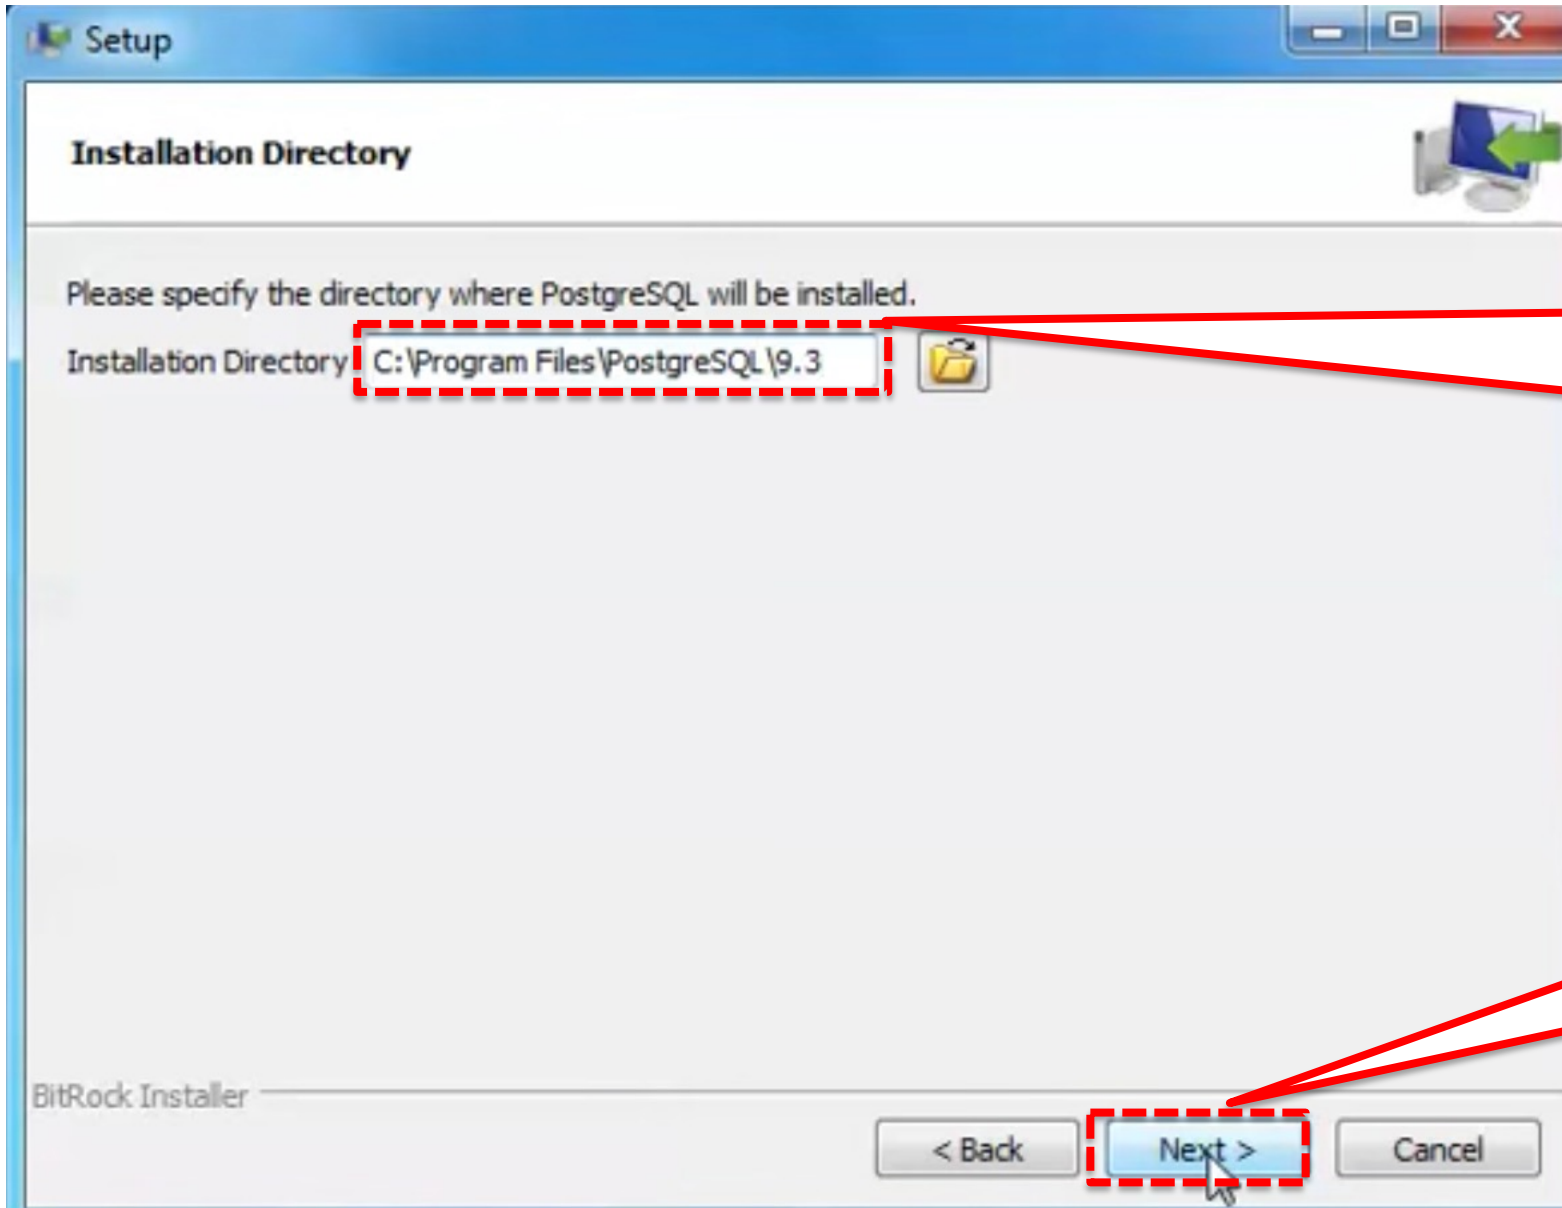 Setup
Installation Directory
Please specify the directory where PostgreSQL will be installed.
Installation Directory C:\Program Files\PostgreSQL\9.3
BitRock Installer
< Back Next > Cancel